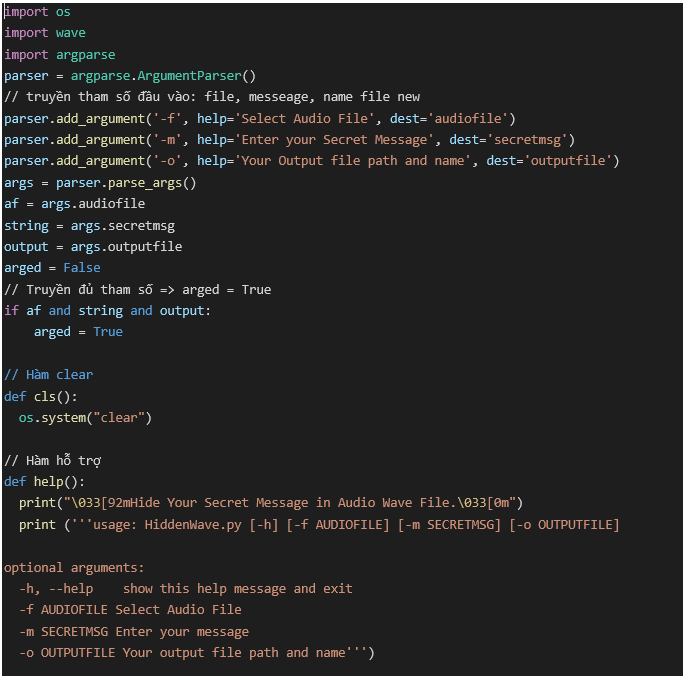 import os
import wave
import argparse
parser = argparse.ArgumentParser()
// truyền tham số đầu vào: file, messeage, name file new
parser.add_argument('-f', help='Select Audio File', dest='audiofile')
parser.add_argument('-m', help='Enter your Secret Message', dest='secretmsg')
parser.add_argument('-o', help='Your Output file path and name', dest='outputfile')
args = parser.parse_args()
af = args.audiofile
string = args.secretmsg
output = args.outputfile
arged = False
// Truyền đủ tham số => arged = True
if af and string and output:
    arged = True

// Hàm clear
def cls():
  os.system("clear")

// Hàm hỗ trợ
def help():
  print("\033[92mHide Your Secret Message in Audio Wave File.\033[0m")
  print ('''usage: HiddenWave.py [-h] [-f AUDIOFILE] [-m SECRETMSG] [-o OUTPUTFILE]

optional arguments:
  -h, --help    show this help message and exit
  -f AUDIOFILE Select Audio File
  -m SECRETMSG Enter your message
  -o OUTPUTFILE Your output file path and name''')